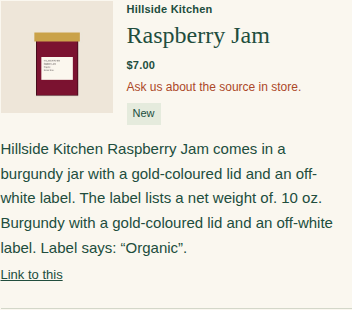 Hillside Kitchen
Raspberry Jam
$7.00
Ask us about the source in store.
New
Hillside Kitchen Raspberry Jam comes in a
burgundy jar with a gold-coloured lid and an off-
white label. The label lists a net weight of. 10 oz.
Burgundy with a gold-coloured lid and an off-white
label. Label says: “Organic”.
Link to this